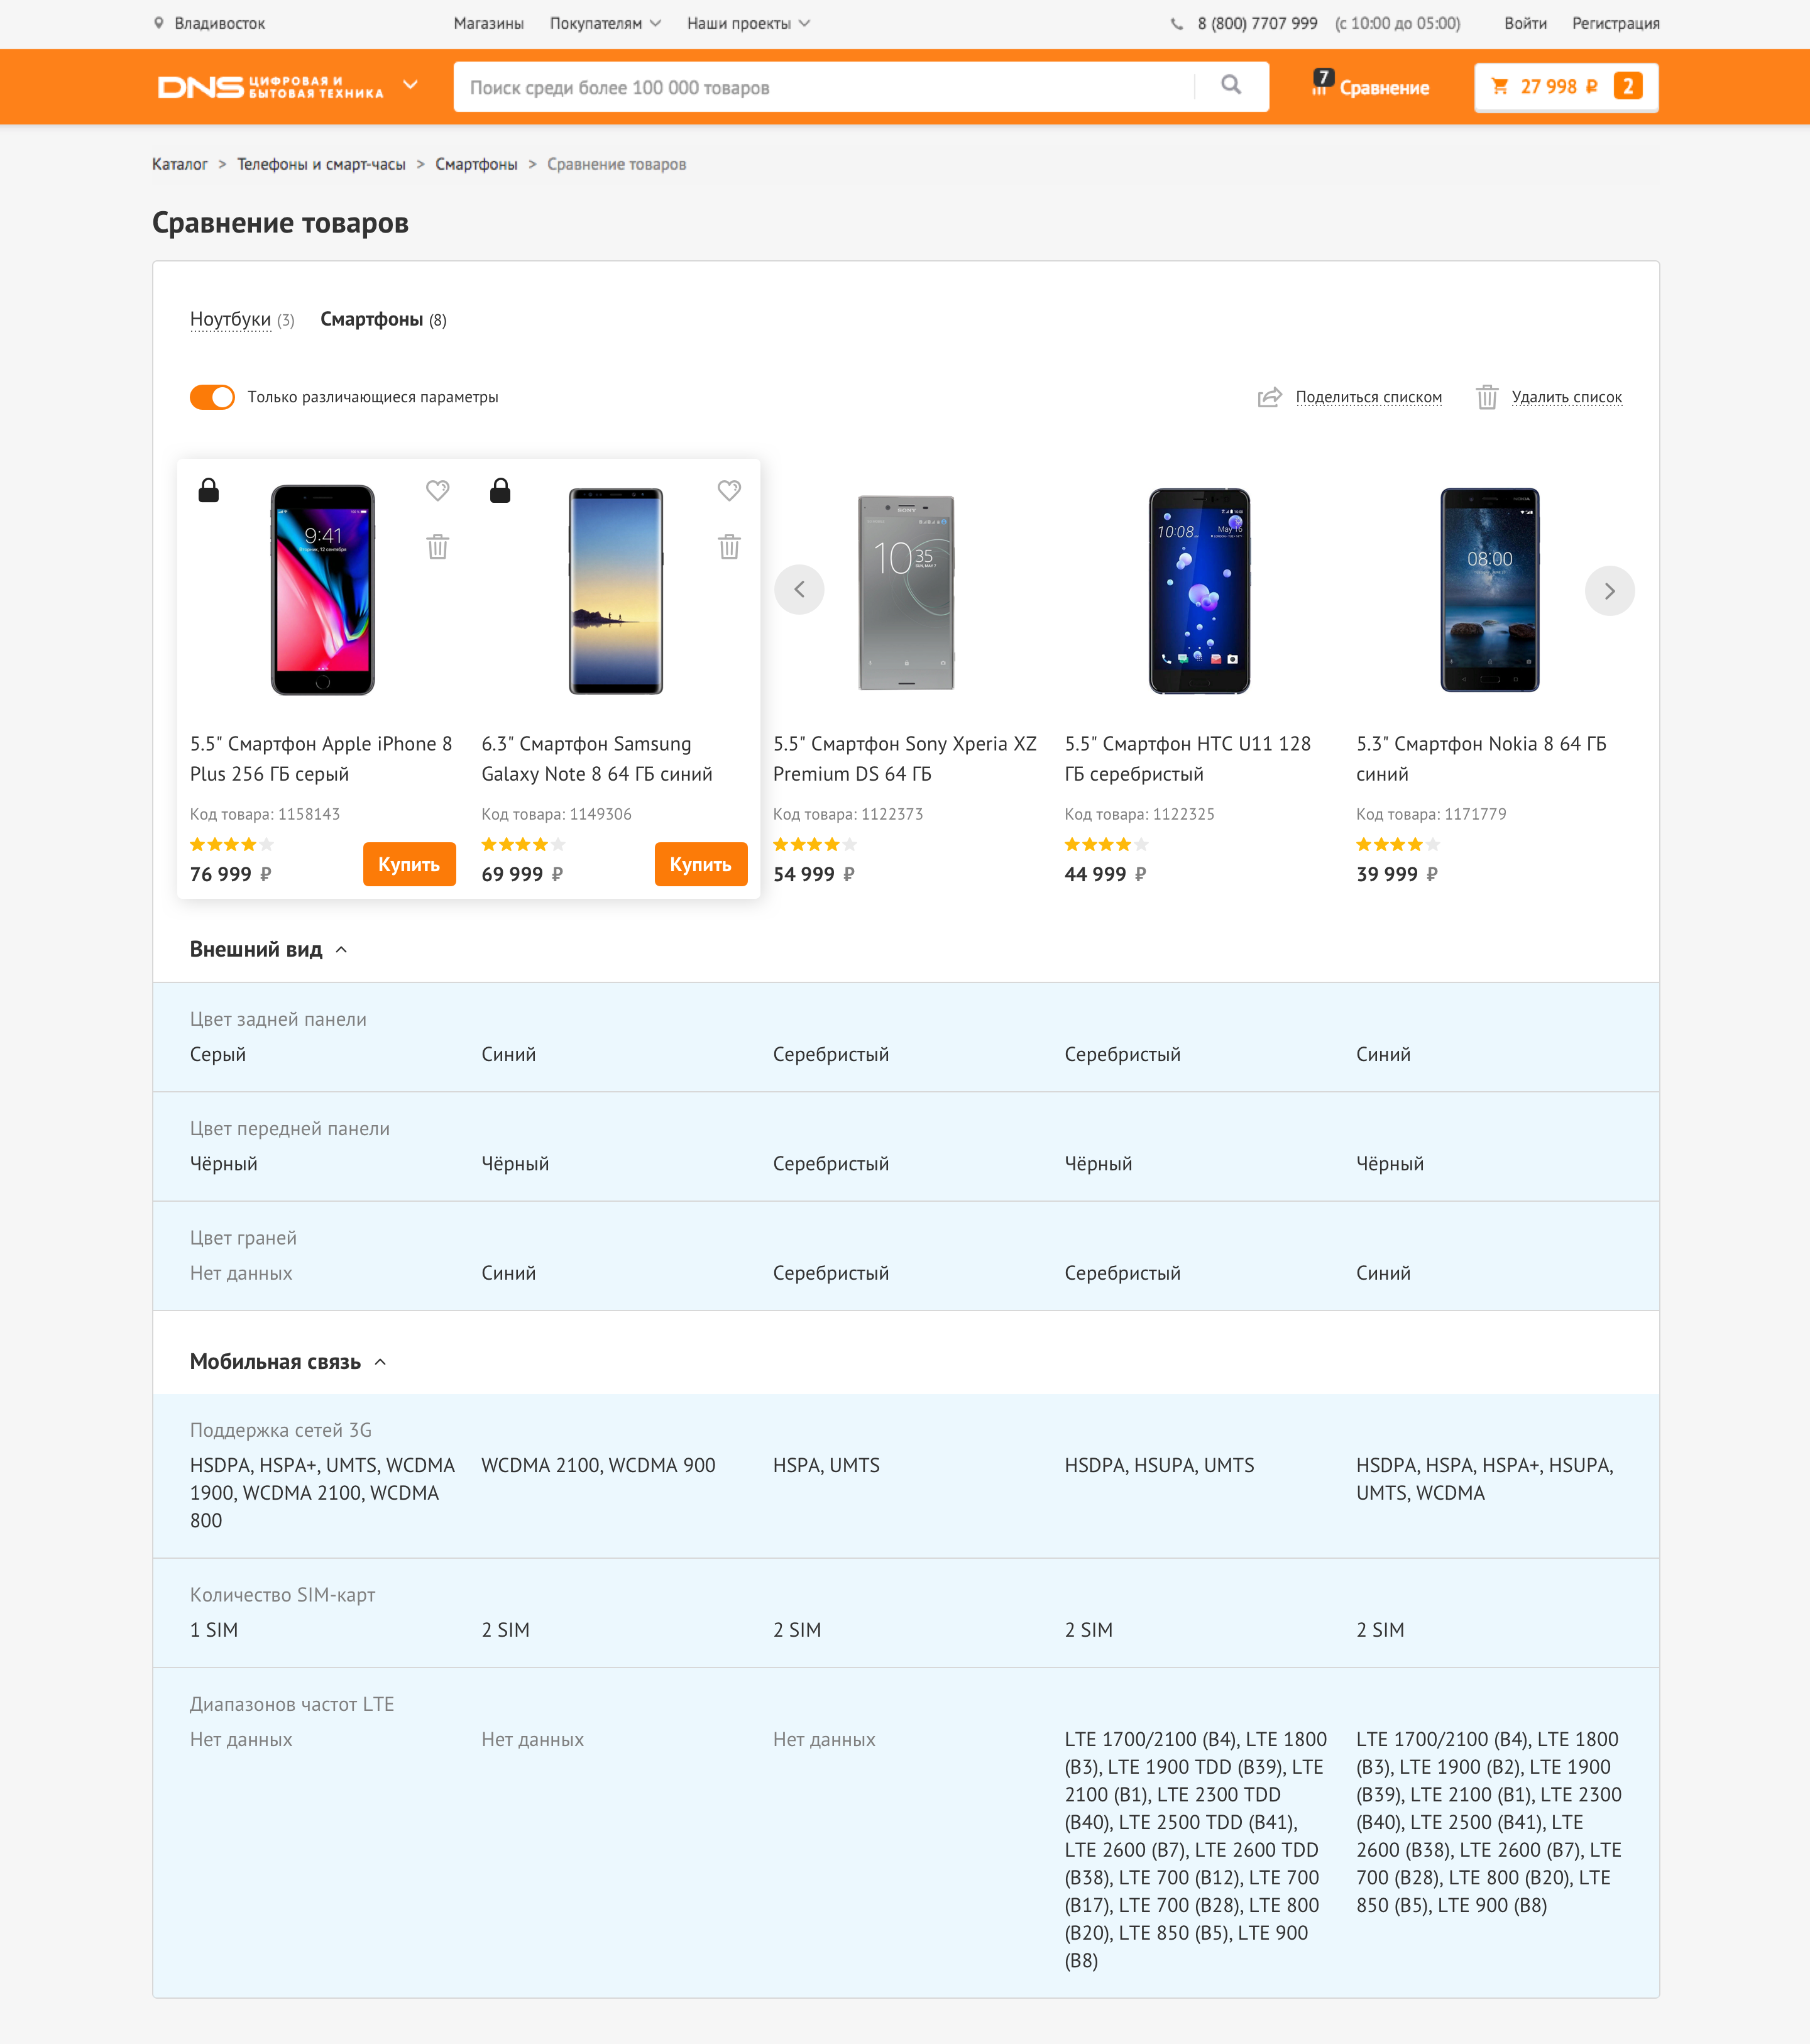 Владивосток
Магазины
Покупателям
Наши проекты
8 (800) 7707 999
(с 10:00 до 05:00)
Войти
Регистрация
DNS ЦИФРОВАЯ И
БЫТОВАЯ ТЕХНИКА
Поиск среди более 100 000 товаров
7
Сравнение
27 998 ₽
2
Каталог > Телефоны и смарт-часы > Смартфоны > Сравнение товаров
Сравнение товаров
Ноутбуки (3)
Смартфоны (8)
Только различающиеся параметры
Поделиться списком
Удалить список
9:41
Вторник, 12 сентября
SONY
10 35
10:08
May 16
NOKIA
08:00
5.5" Смартфон Apple iPhone 8
Plus 256 ГБ серый
Код товара: 1158143
76 999 ₽
Купить
6.3" Смартфон Samsung
Galaxy Note 8 64 ГБ синий
Код товара: 1149306
69 999 ₽
Купить
5.5" Смартфон Sony Xperia XZ
Premium DS 64 ГБ
Код товара: 1122373
54 999 ₽
5.5" Смартфон HTC U11 128
ГБ серебристый
Код товара: 1122325
44 999 ₽
5.3" Смартфон Nokia 8 64 ГБ
синий
Код товара: 1171779
39 999 ₽
Внешний вид
Цвет задней панели
Серый
Синий
Серебристый
Серебристый
Синий
Цвет передней панели
Чёрный
Чёрный
Серебристый
Чёрный
Чёрный
Цвет граней
Нет данных
Синий
Серебристый
Серебристый
Синий
Мобильная связь
Поддержка сетей 3G
HSDPA, HSPA+, UMTS, WCDMA
1900, WCDMA 2100, WCDMA
800
WCDMA 2100, WCDMA 900
HSPA, UMTS
HSDPA, HSUPA, UMTS
HSDPA, HSPA, HSPA+, HSUPA,
UMTS, WCDMA
Количество SIM-карт
1 SIM
2 SIM
2 SIM
2 SIM
2 SIM
Диапазонов частот LTE
Нет данных
Нет данных
Нет данных
LTE 1700/2100 (B4), LTE 1800
(B3), LTE 1900 TDD (B39), LTE
2100 (B1), LTE 2300 TDD
(B40), LTE 2500 TDD (B41),
LTE 2600 (B7), LTE 2600 TDD
(B38), LTE 700 (B12), LTE 700
(B17), LTE 700 (B28), LTE 800
(B20), LTE 850 (B5), LTE 900
(B8)
LTE 1700/2100 (B4), LTE 1800
(B3), LTE 1900 (B2), LTE 1900
(B39), LTE 2100 (B1), LTE 2300
(B40), LTE 2500 (B41), LTE
2600 (B38), LTE 2600 (B7), LTE
700 (B28), LTE 800 (B20), LTE
850 (B5), LTE 900 (B8)